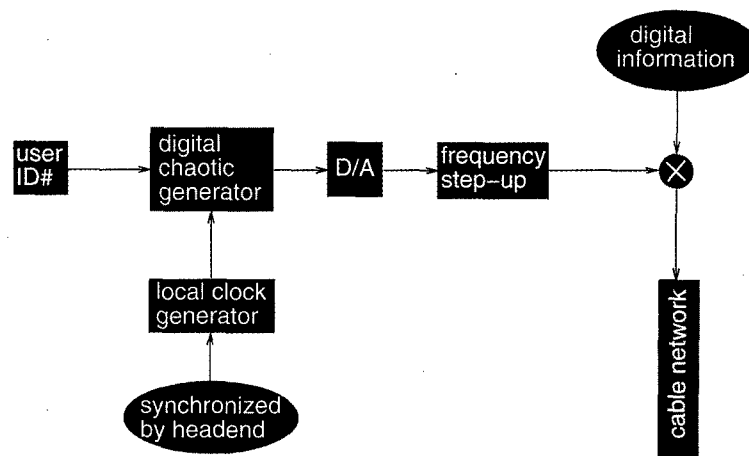 digital
information
user
ID#
digital
chaotic
generator
D/A
frequency
step-up
×
local clock
generator
cable network
synchronized
by headend